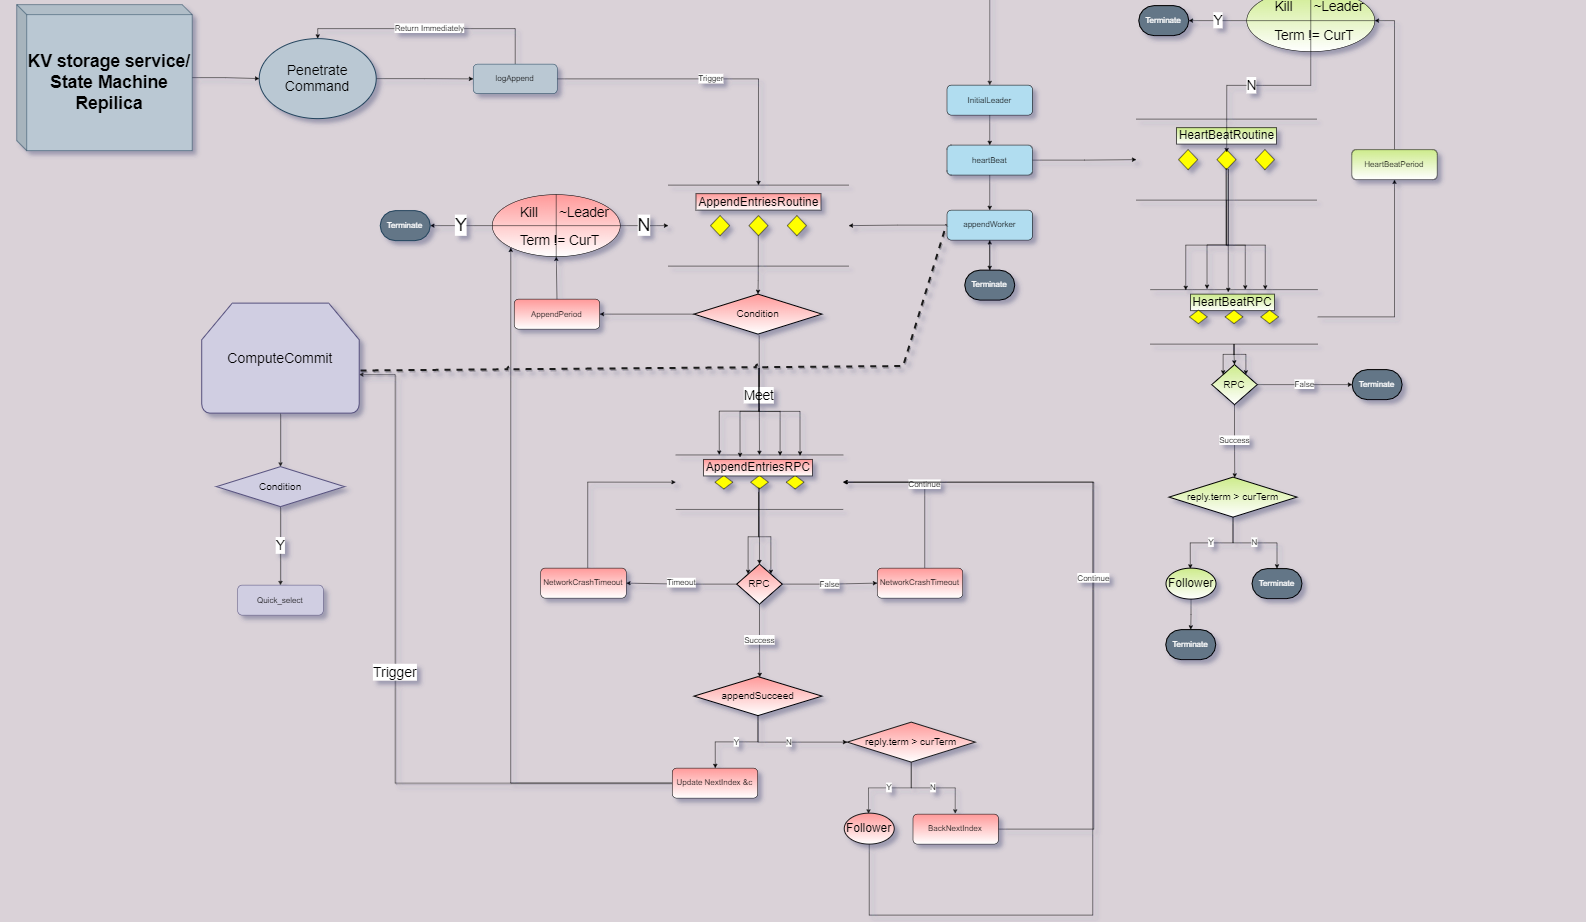 KV storage service/
State Machine
Repilica
Penetrate
Command
Return Immediately
logAppend
Trigger
InitialLeader
heartBeat
appendWorker
Terminate
Terminate
Y
Kill
~Leader
Term != CurT
N
HeartBeatRoutine
HeartBeatPeriod
HeartBeatRPC
RPC
False
Terminate
Success
reply.term > curTerm
Y
N
Follower
Terminate
Terminate
Terminate
Y
Kill
~Leader
Term != CurT
N
AppendEntriesRoutine
AppendPeriod
Condition
Meet
AppendEntriesRPC
Continue
NetworkCrashTimeout
Timeout
RPC
False
NetworkCrashTimeout
Continue
Success
appendSucceed
Y
N
reply.term > curTerm
Update NextIndex &c
Y
N
Follower
BackNextIndex
ComputeCommit
Condition
Y
Quick_select
Trigger